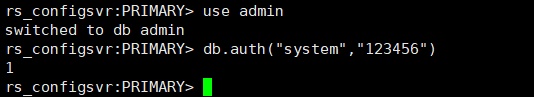 rs_configsvr:PRIMARY> use admin
switched to db admin
rs_configsvr:PRIMARY> db.auth("system","123456")
1
rs_configsvr:PRIMARY>